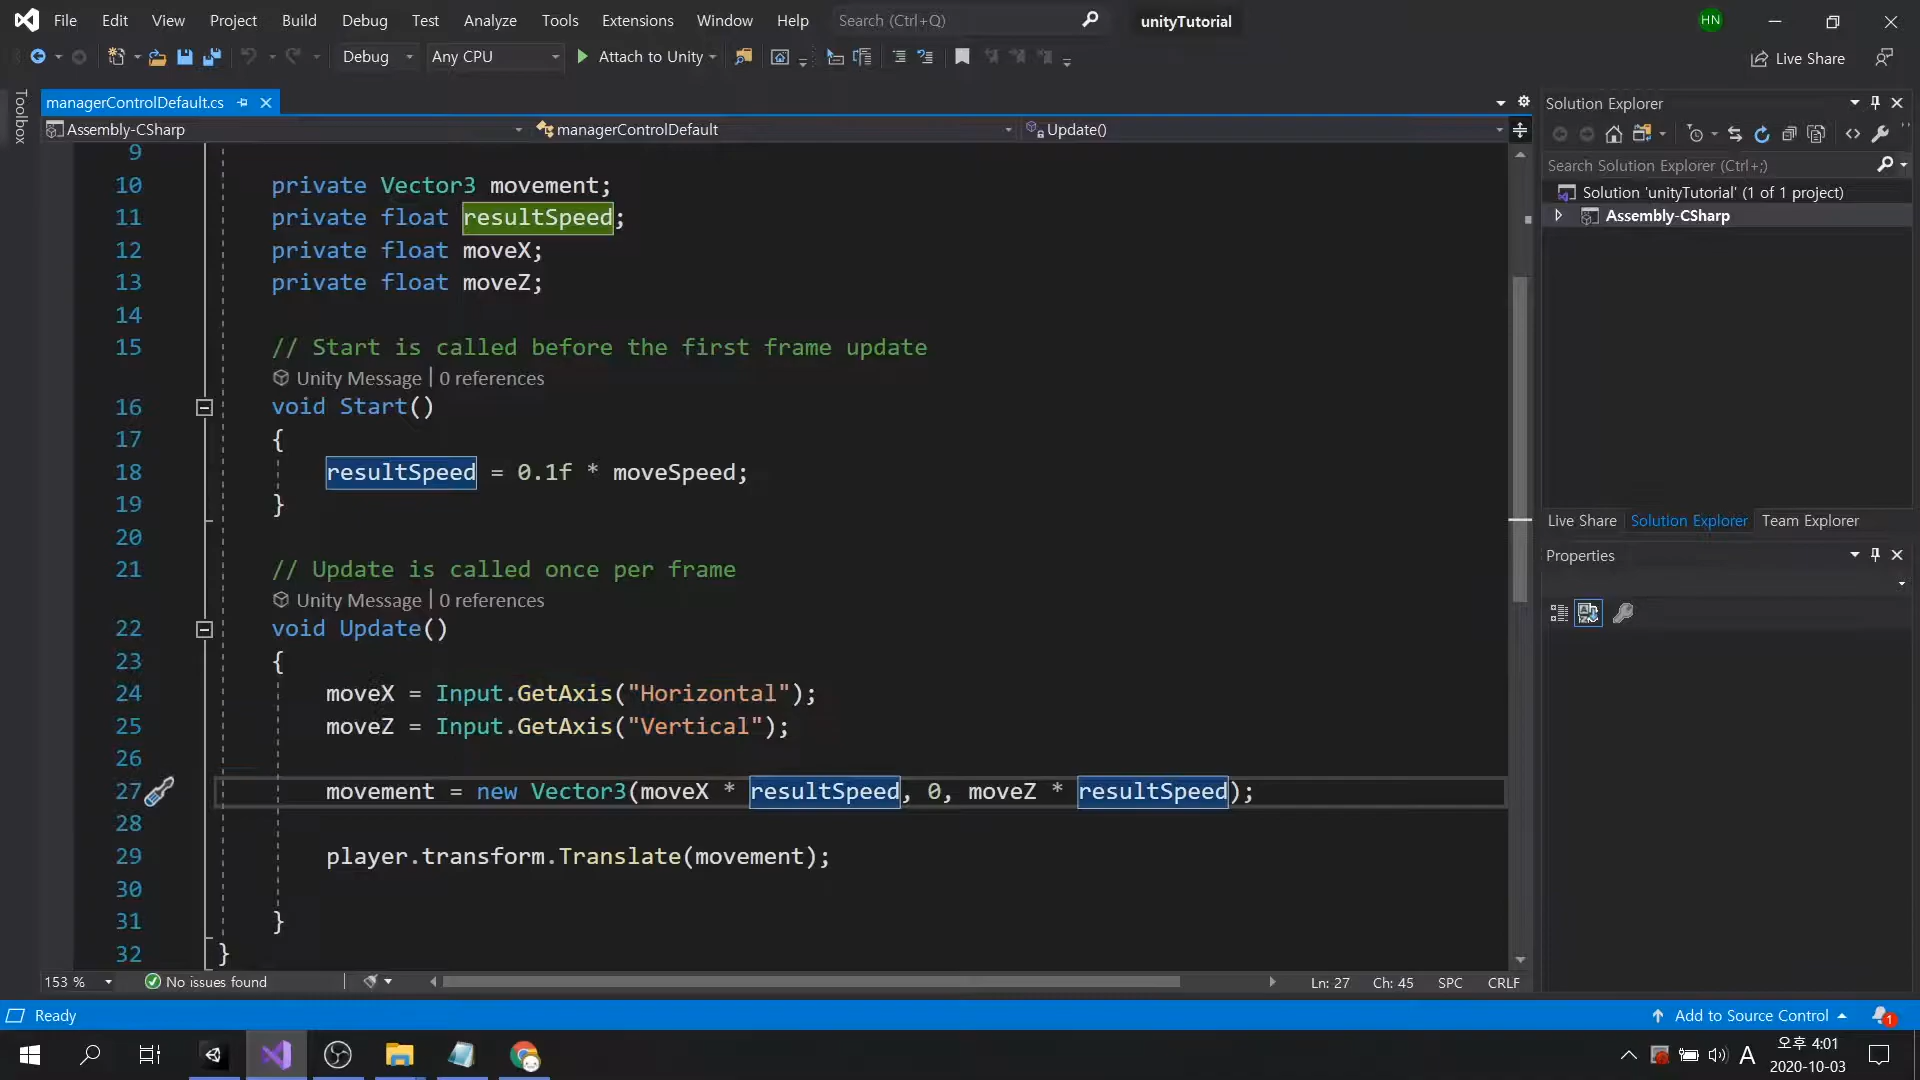 File Edit View Project Build Debug Test Analyze Tools Extensions Window Help Search (Ctrl+Q) unityTutorial HN
Debug Any CPU Attach to Unity Live Share
Toolbox
managerControlDefault.cs
Assembly-CSharp managerControlDefault Update()
9
10 private Vector3 movement;
11 private float resultSpeed;
12 private float moveX;
13 private float moveZ;
14
15 // Start is called before the first frame update
Unity Message | 0 references
16 void Start()
17 {
18 resultSpeed = 0.1f * moveSpeed;
19 }
20
21 // Update is called once per frame
Unity Message | 0 references
22 void Update()
23 {
24 moveX = Input.GetAxis("Horizontal");
25 moveZ = Input.GetAxis("Vertical");
26
27 movement = new Vector3(moveX * resultSpeed, 0, moveZ * resultSpeed);
28
29 player.transform.Translate(movement);
30
31 }
32 }
153 % No issues found Ln: 27 Ch: 45 SPC CRLF
Solution Explorer
Search Solution Explorer (Ctrl+;)
Solution 'unityTutorial' (1 of 1 project)
Assembly-CSharp
Live Share Solution Explorer Team Explorer
Properties
Ready Add to Source Control 1
A 오후 4:01
2020-10-03